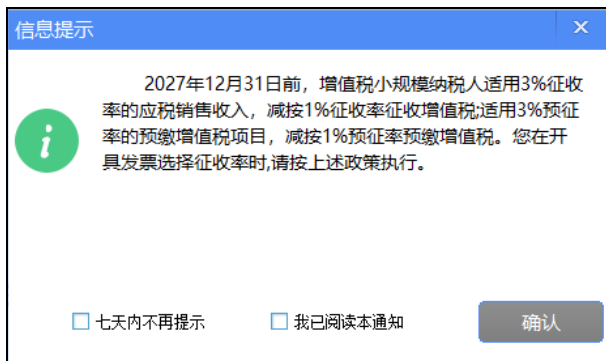 信息提示
2027年12月31日前，增值税小规模纳税人适用3%征收
率的应税销售收入，减按1%征收率征收增值税;适用3%预征
率的预缴增值税项目，减按1%预征率预缴增值税。您在开
具发票选择征收率时,请按上述政策执行。
七天内不再提示 我已阅读本通知 确认